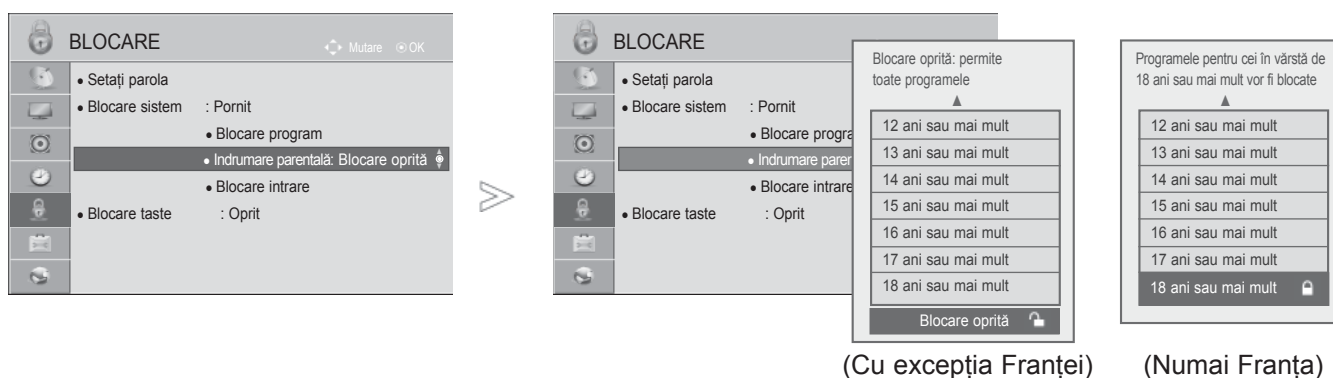 BLOCARE
Mutare OK
• Setați parola
• Blocare sistem : Pornit
• Blocare program
• Indrumare parentală: Blocare oprită
• Blocare intrare
• Blocare taste : Oprit
BLOCARE
• Setați parola
• Blocare sistem : Pornit
• Blocare progra
• Indrumare paren
• Blocare intrare
• Blocare taste : Oprit
Blocare oprită: permite
toate programele
12 ani sau mai mult
13 ani sau mai mult
14 ani sau mai mult
15 ani sau mai mult
16 ani sau mai mult
17 ani sau mai mult
18 ani sau mai mult
Blocare oprită
(Cu excepția Franței)
Programele pentru cei în vârstă de
18 ani sau mai mult vor fi blocate
12 ani sau mai mult
13 ani sau mai mult
14 ani sau mai mult
15 ani sau mai mult
16 ani sau mai mult
17 ani sau mai mult
18 ani sau mai mult
(Numai Franța)